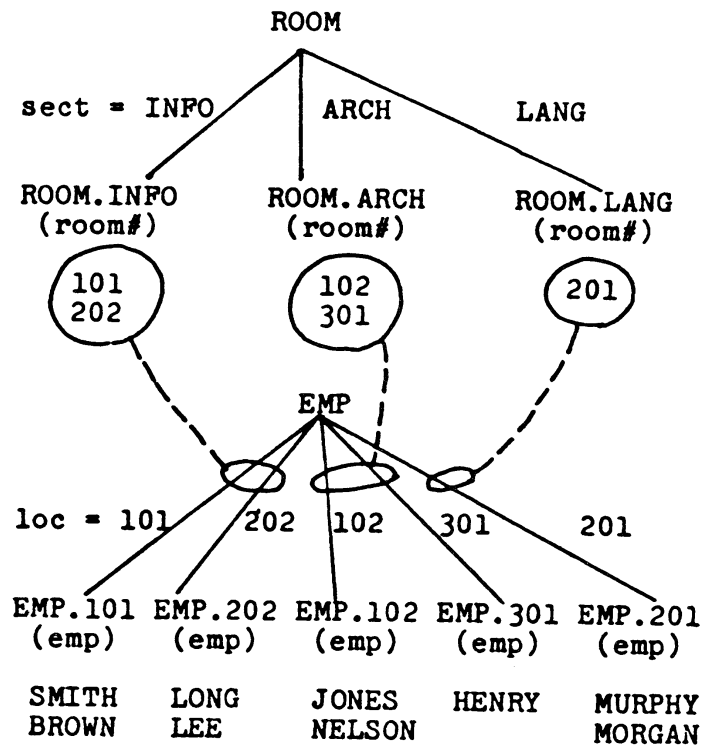 ROOM
sect = INFO ARCH LANG
ROOM.INFO ROOM.ARCH ROOM.LANG
(room#) (room#) (room#)
101 102 201
202 301
EMP
loc = 101 202 102 301 201
EMP.101 EMP.202 EMP.102 EMP.301 EMP.201
(emp) (emp) (emp) (emp) (emp)
SMITH LONG JONES HENRY MURPHY
BROWN LEE NELSON MORGAN